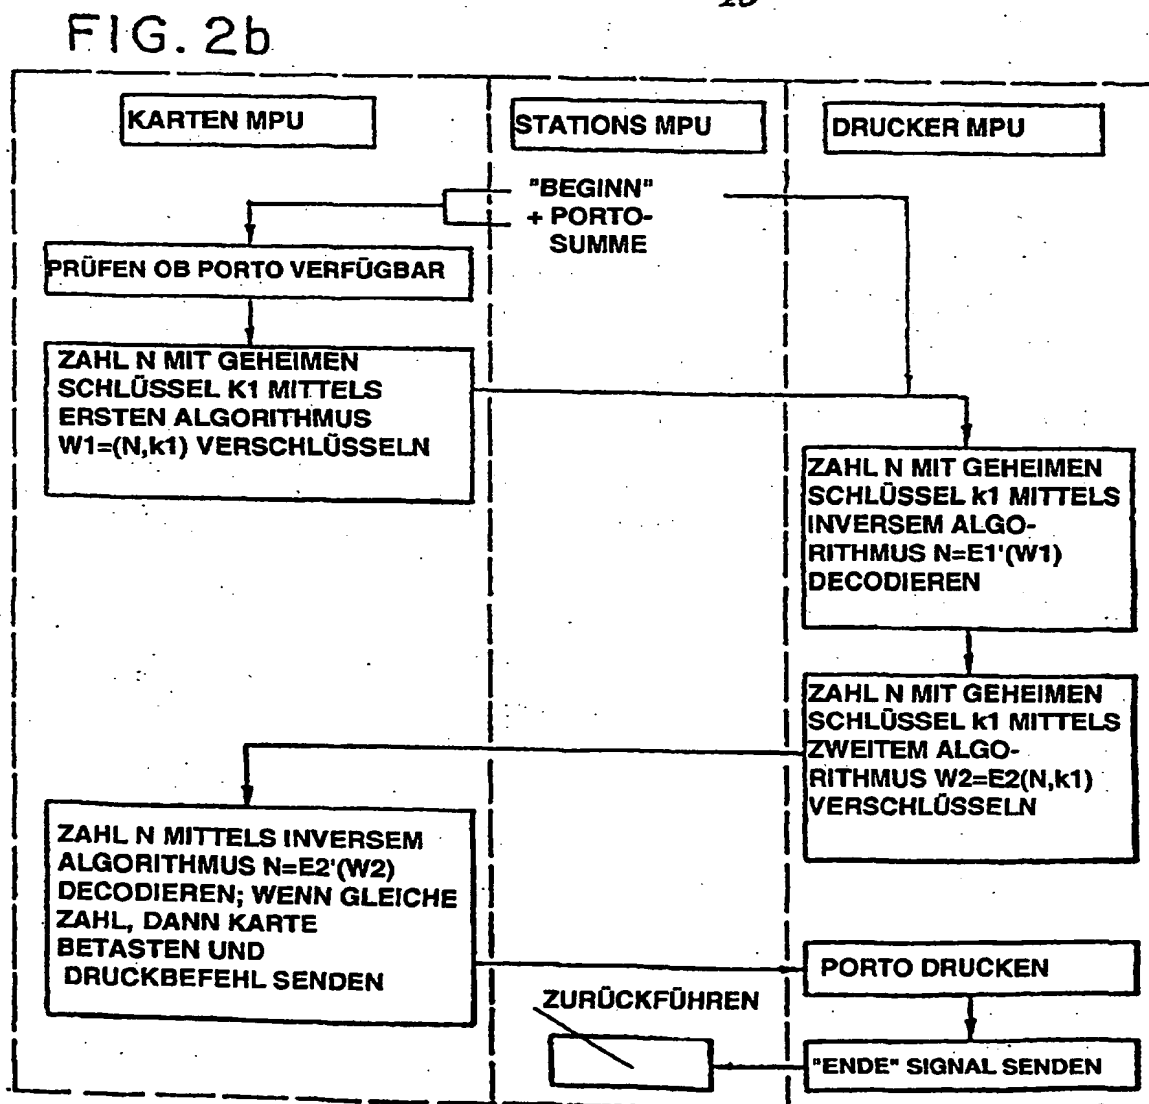 FIG. 2b
KARTEN MPU
STATIONS MPU
DRUCKER MPU
"BEGINN"
+ PORTO-
SUMME
PRÜFEN OB PORTO VERFÜGBAR
ZAHL N MIT GEHEIMEN
SCHLÜSSEL K1 MITTELS
ERSTEN ALGORITHMUS
W1=(N,k1) VERSCHLÜSSELN
ZAHL N MIT GEHEIMEN
SCHLÜSSEL k1 MITTELS
INVERSEM ALGO-
RITHMUS N=E1'(W1)
DECODIEREN
ZAHL N MIT GEHEIMEN
SCHLÜSSEL k1 MITTELS
ZWEITEM ALGO-
RITHMUS W2=E2(N,k1)
VERSCHLÜSSELN
ZAHL N MITTELS INVERSEM
ALGORITHMUS N=E2'(W2)
DECODIEREN; WENN GLEICHE
ZAHL, DANN KARTE
BETASTEN UND
DRUCKBEFEHL SENDEN
PORTO DRUCKEN
ZURÜCKFÜHREN
"ENDE" SIGNAL SENDEN